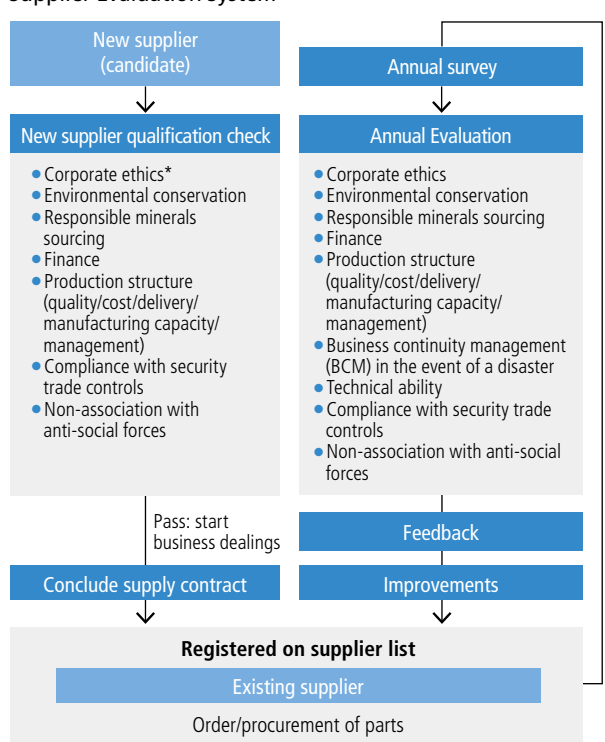 Supplier Evaluation System
New supplier
(candidate)
New supplier qualification check
● Corporate ethics*
● Environmental conservation
● Responsible minerals
sourcing
● Finance
● Production structure
(quality/cost/delivery/
manufacturing capacity/
management)
● Compliance with security
trade controls
● Non-association with
anti-social forces
Pass: start
business dealings
Conclude supply contract
Annual survey
Annual Evaluation
● Corporate ethics
● Environmental conservation
● Responsible minerals sourcing
● Finance
● Production structure
(quality/cost/delivery/
manufacturing capacity/
management)
● Business continuity management
(BCM) in the event of a disaster
● Technical ability
● Compliance with security trade
controls
● Non-association with anti-social
forces
Feedback
Improvements
Registered on supplier list
Existing supplier
Order/procurement of parts